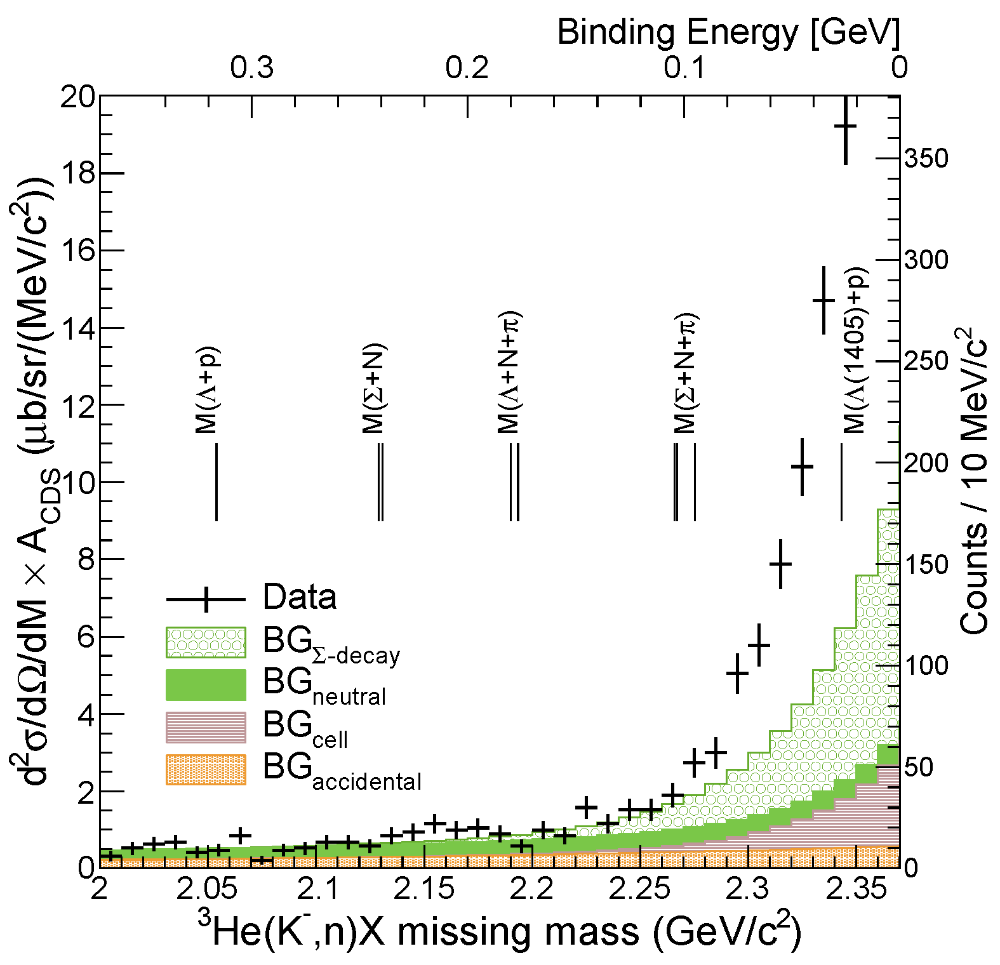 Binding Energy [GeV]
0.3 0.2 0.1 0
d²σ/dΩ/dM × A_CDS (μb/sr/(MeV/c²))
20
18
16
14
12
10
8
6
4
2
0
M(Λ+p)
M(Σ+N)
M(Λ+N+π)
M(Σ+N+π)
M(Λ(1405)+p)
Data
BG_Σ-decay
BG_neutral
BG_cell
BG_accidental
350
300
250
200
150
100
50
0
Counts / 10 MeV/c²
2 2.05 2.1 2.15 2.2 2.25 2.3 2.35
³He(K⁻,n)X missing mass (GeV/c²)